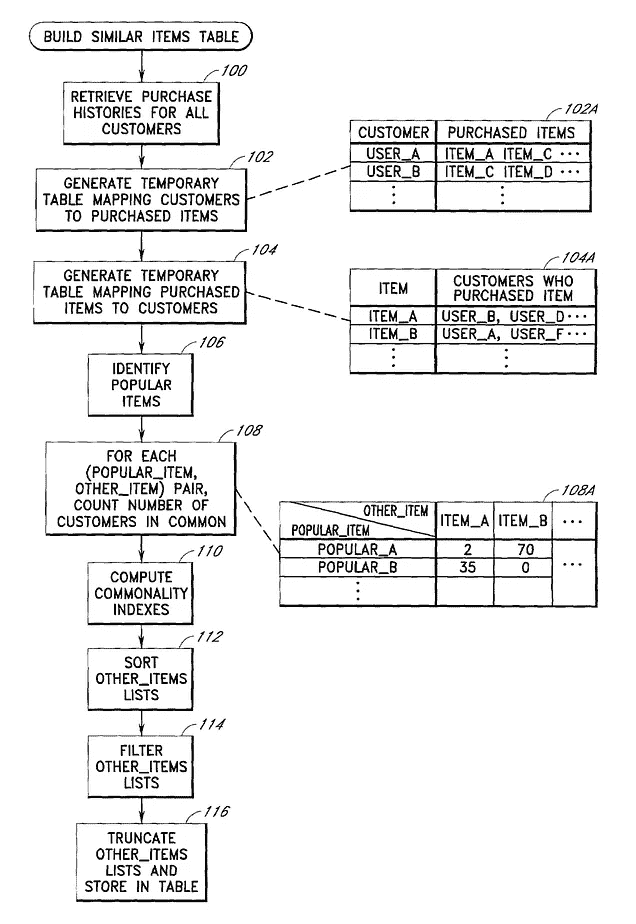 BUILD SIMILAR ITEMS TABLE
100
RETRIEVE PURCHASE
HISTORIES FOR ALL
CUSTOMERS
102
GENERATE TEMPORARY
TABLE MAPPING CUSTOMERS
TO PURCHASED ITEMS
102A
CUSTOMER PURCHASED ITEMS
USER_A ITEM_A ITEM_C ···
USER_B ITEM_C ITEM_D ···
104
GENERATE TEMPORARY
TABLE MAPPING PURCHASED
ITEMS TO CUSTOMERS
104A
ITEM CUSTOMERS WHO
PURCHASED ITEM
ITEM_A USER_B, USER_D···
ITEM_B USER_A, USER_F···
106
IDENTIFY
POPULAR
ITEMS
108
FOR EACH
(POPULAR_ITEM,
OTHER_ITEM) PAIR,
COUNT NUMBER OF
CUSTOMERS IN COMMON
108A
OTHER_ITEM ITEM_A ITEM_B ···
POPULAR_ITEM
POPULAR_A 2 70
POPULAR_B 35 0 ···
110
COMPUTE
COMMONALITY
INDEXES
112
SORT
OTHER_ITEMS
LISTS
114
FILTER
OTHER_ITEMS
LISTS
116
TRUNCATE
OTHER_ITEMS
LISTS AND
STORE IN TABLE